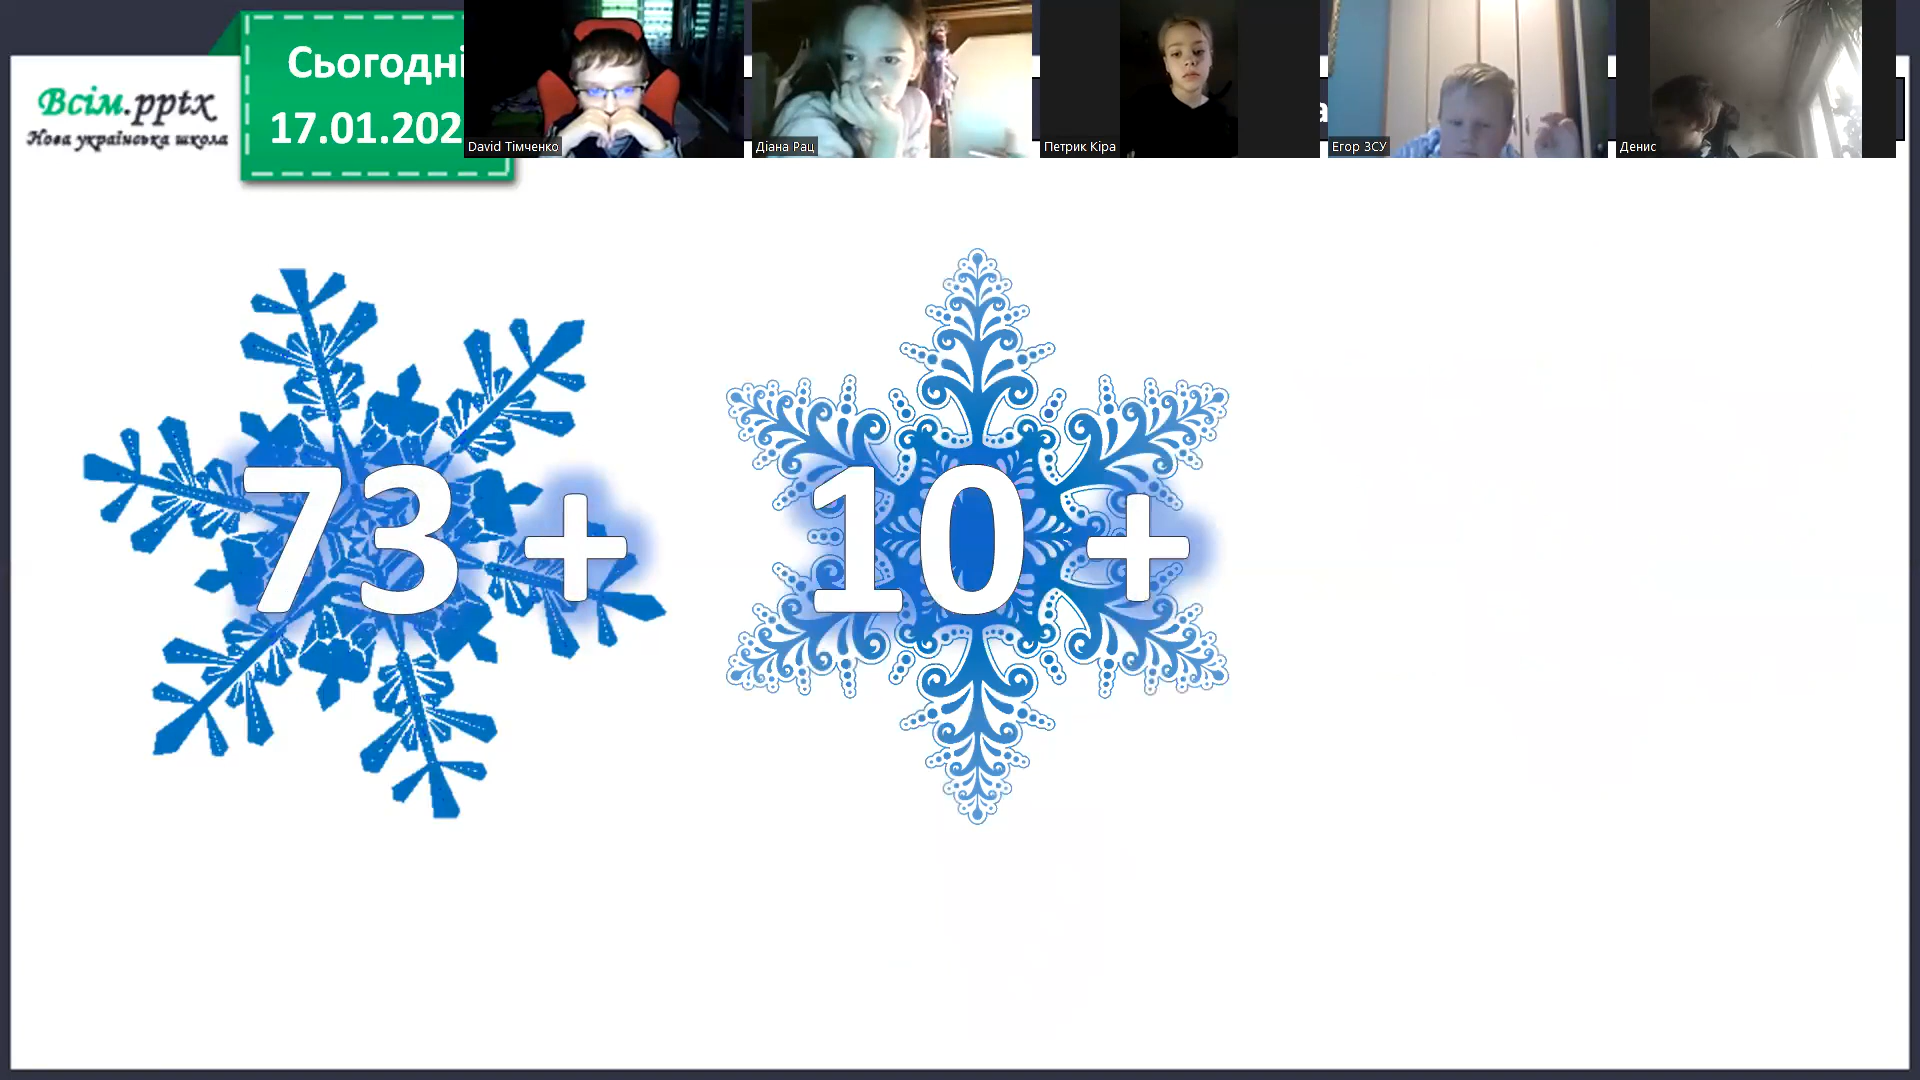 Сьогодні
17.01.202
Всім.pptx
Нова українська школа
David Тімченко
Діана Рац
Петрик Кіра
Егор ЗСУ
Денис
73 + 10 +